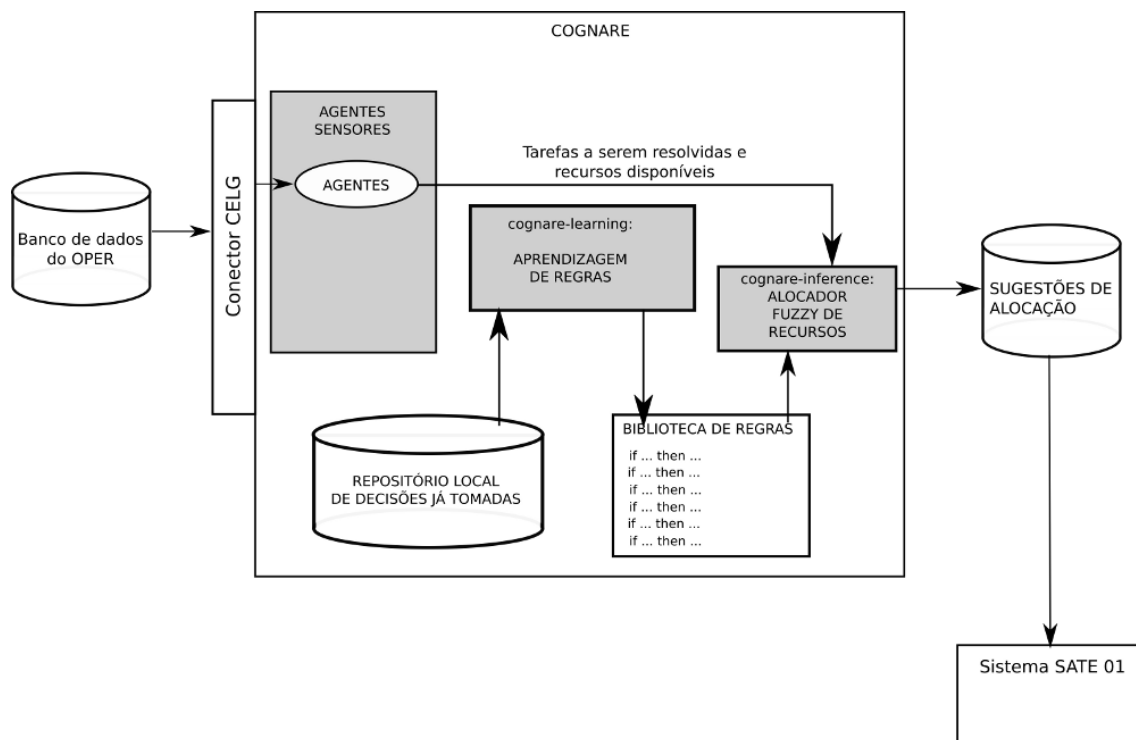 COGNARE
AGENTES
SENSORES
AGENTES
Tarefas a serem resolvidas e
recursos disponíveis
Banco de dados
do OPER
Conector CELG
cognare-learning:
APRENDIZAGEM
DE REGRAS
cognare-inference:
ALOCADOR
FUZZY DE
RECURSOS
SUGESTÕES DE
ALOCAÇÃO
REPOSITÓRIO LOCAL
DE DECISÕES JÁ TOMADAS
BIBLIOTECA DE REGRAS
if ... then ...
if ... then ...
if ... then ...
if ... then ...
if ... then ...
if ... then ...
Sistema SATE 01